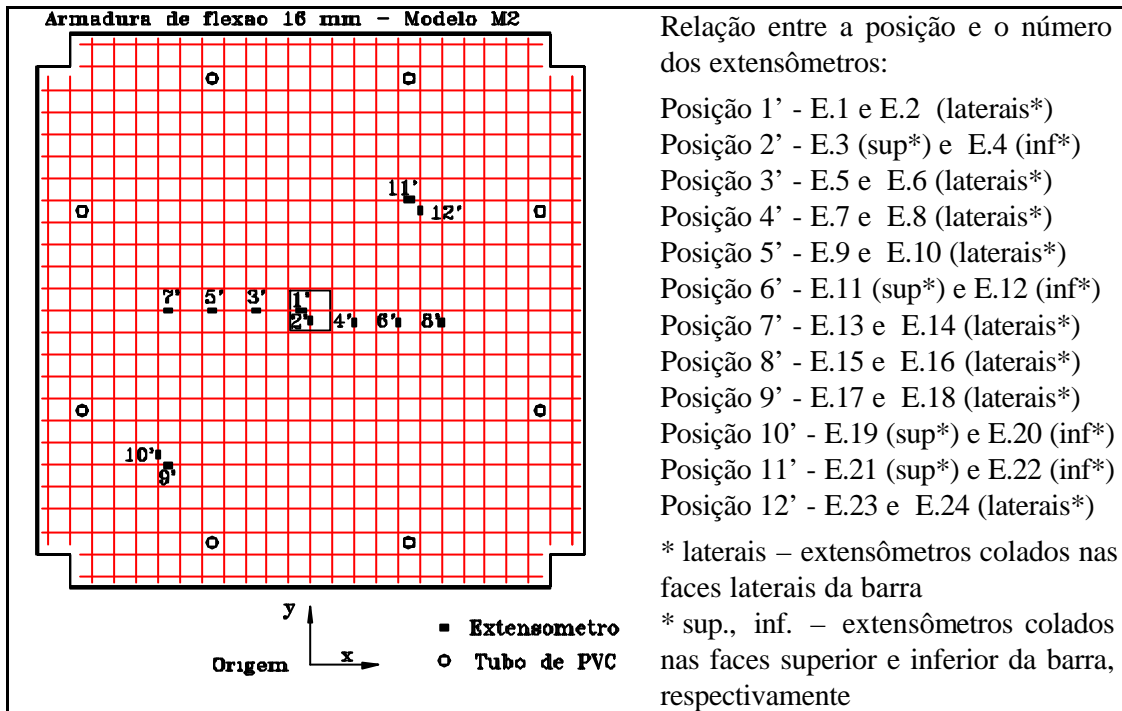 Armadura de flexao 16 mm - Modelo M2
11'
12'
7'
5'
3'
1'
2'
4'
6'
8'
10'
9'
y
x
Origem
Extensometro
Tubo de PVC
Relação entre a posição e o número
dos extensômetros:
Posição 1’ - E.1 e E.2 (laterais*)
Posição 2’ - E.3 (sup*) e E.4 (inf*)
Posição 3’ - E.5 e E.6 (laterais*)
Posição 4’ - E.7 e E.8 (laterais*)
Posição 5’ - E.9 e E.10 (laterais*)
Posição 6’ - E.11 (sup*) e E.12 (inf*)
Posição 7’ - E.13 e E.14 (laterais*)
Posição 8’ - E.15 e E.16 (laterais*)
Posição 9’ - E.17 e E.18 (laterais*)
Posição 10’ - E.19 (sup*) e E.20 (inf*)
Posição 11’ - E.21 (sup*) e E.22 (inf*)
Posição 12’ - E.23 e E.24 (laterais*)
* laterais – extensômetros colados nas
faces laterais da barra
* sup., inf. – extensômetros colados
nas faces superior e inferior da barra,
respectivamente